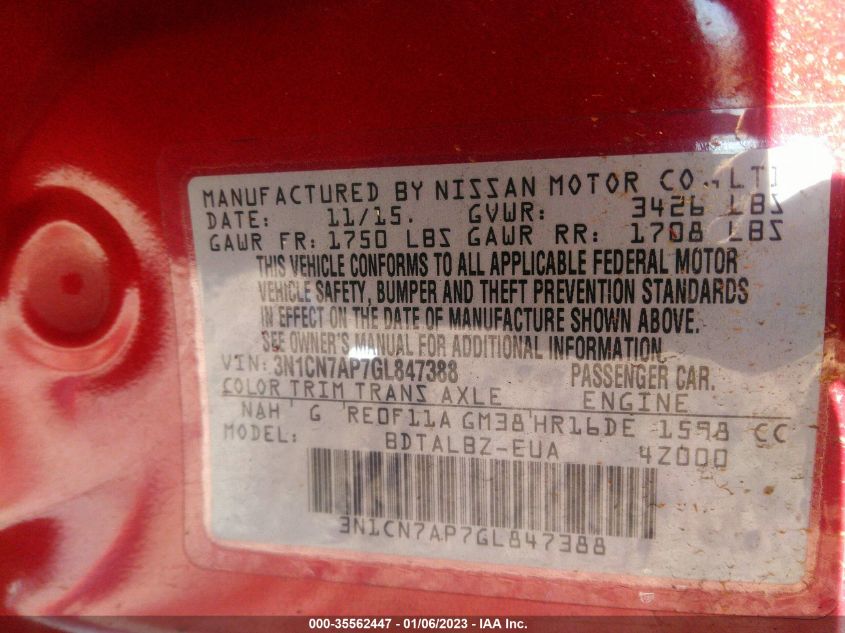 MANUFACTURED BY NISSAN MOTOR CO., LTD
DATE: 11/15. GVWR: 3426 LBS
GAWR FR: 1750 LBS GAWR RR: 1708 LBS
THIS VEHICLE CONFORMS TO ALL APPLICABLE FEDERAL MOTOR
VEHICLE SAFETY, BUMPER AND THEFT PREVENTION STANDARDS
IN EFFECT ON THE DATE OF MANUFACTURE SHOWN ABOVE.
SEE OWNER'S MANUAL FOR ADDITIONAL INFORMATION
VIN: 3N1CN7AP7GL847388 PASSENGER CAR.
COLOR TRIM TRANS AXLE ENGINE
NAH G RE0F11A GM38 HR16DE 1598 CC
MODEL: BDTALBZ-EUA 4Z000
3N1CN7AP7GL847388
000-35562447 - 01/06/2023 - IAA Inc.